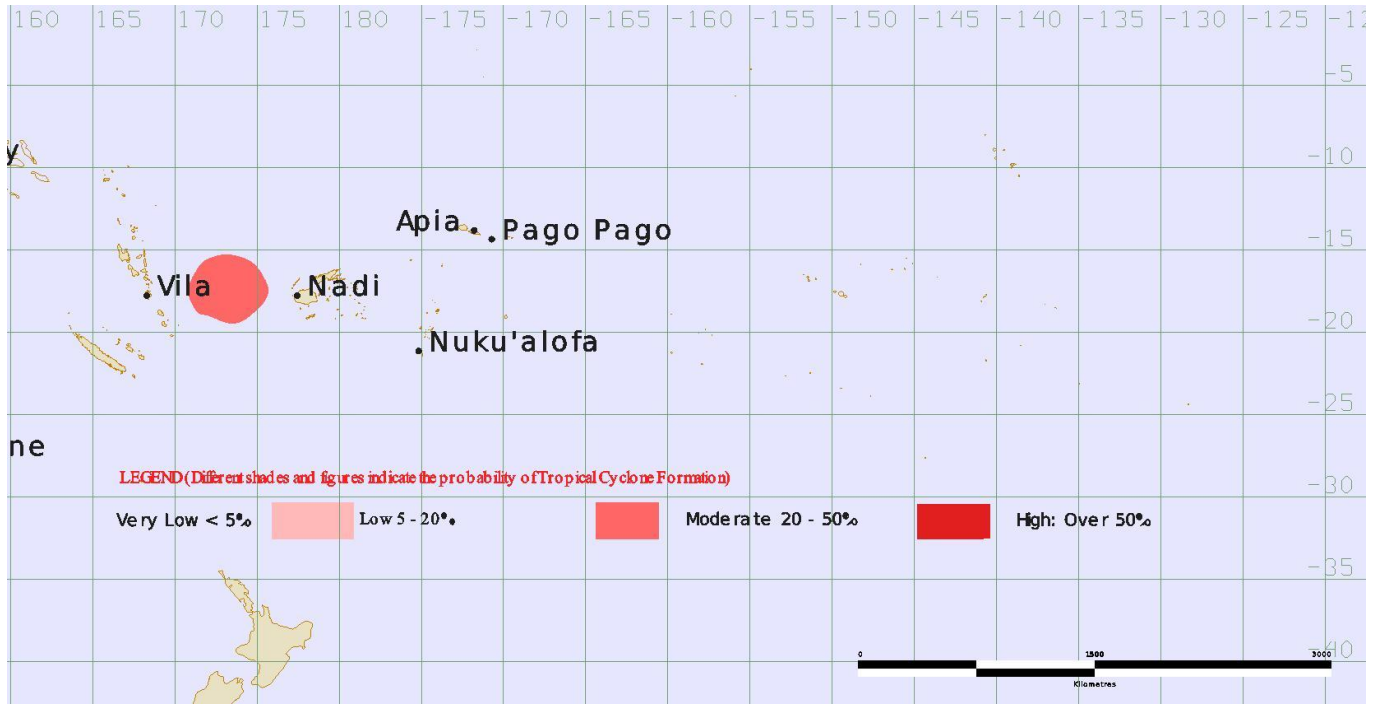 160 165 170 175 180 -175 -170 -165 -160 -155 -150 -145 -140 -130 -125 -12
-5
y
-10
Apia
Pago Pago
-15
Vila
Nadi
-20
Nuku'alofa
-25
ne
LEGEND(Different shades and figures indicate the probability of Tropical Cyclone Formation)
-30
Very Low < 5% Low 5 - 20% Moderate 20 - 50% High: Over 50%
-35
-40
0 1500 3000
Kilometres